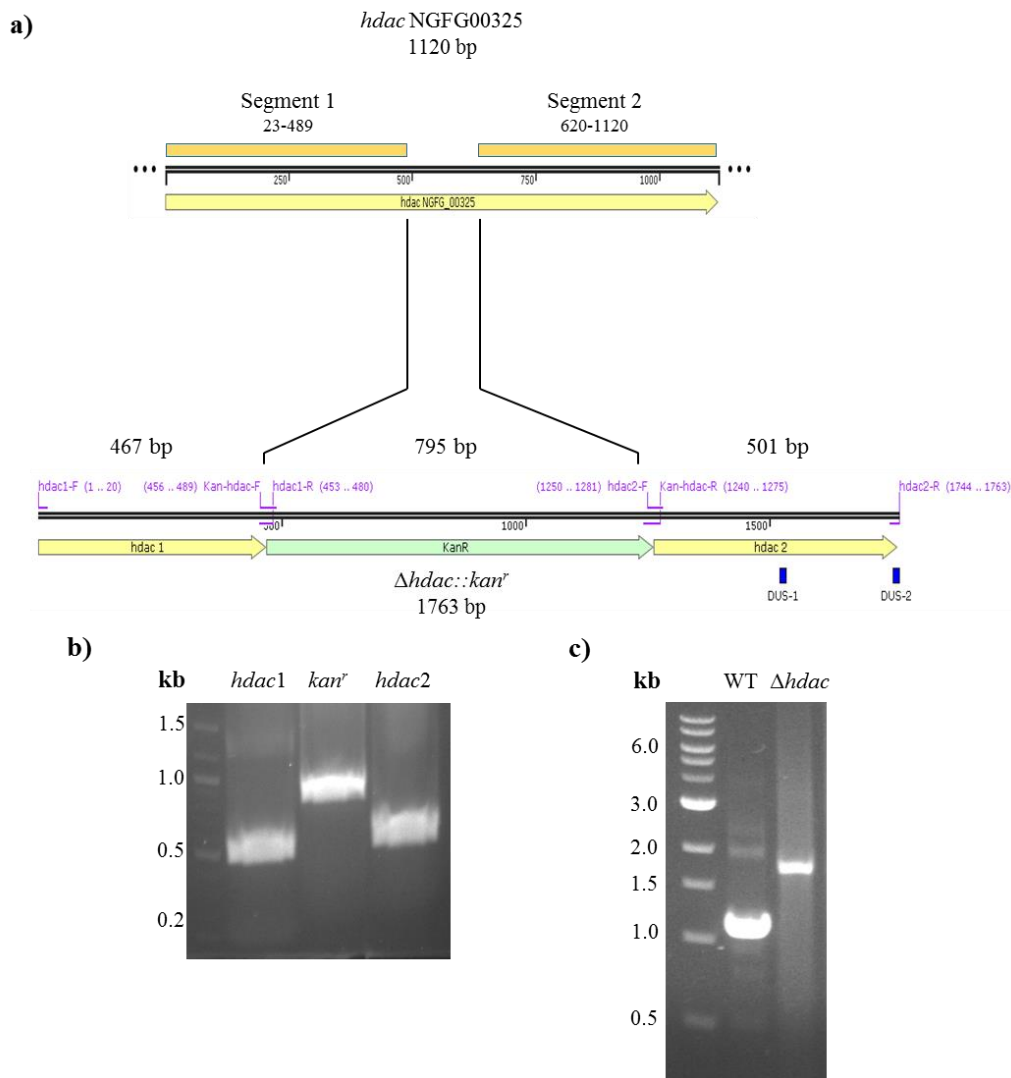 a)
hdac NGFG00325
1120 bp
Segment 1
23-489
Segment 2
620-1120
250
500
750
1000
hdac NGFG_00325
467 bp
795 bp
501 bp
hdac1-F (1 .. 20)
(456 .. 489) Kan-hdac-F
hdac1-R (453 .. 480)
(1250 .. 1281) hdac2-F
Kan-hdac-R (1240 .. 1275)
hdac2-R (1744 .. 1763)
500
1000
1500
hdac 1
KanR
hdac 2
Δhdac::kanʳ
1763 bp
DUS-1
DUS-2
b)
kb
hdac1
kanʳ
hdac2
1.5
1.0
0.5
0.2
c)
kb
WT
Δhdac
6.0
3.0
2.0
1.5
1.0
0.5